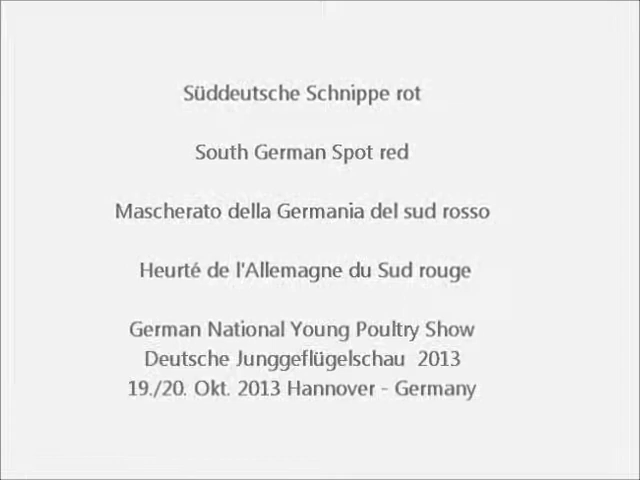 Süddeutsche Schnippe rot
South German Spot red
Mascherato della Germania del sud rosso
Heurté de l'Allemagne du Sud rouge
German National Young Poultry Show
Deutsche Junggeflügelschau 2013
19./20. Okt. 2013 Hannover - Germany